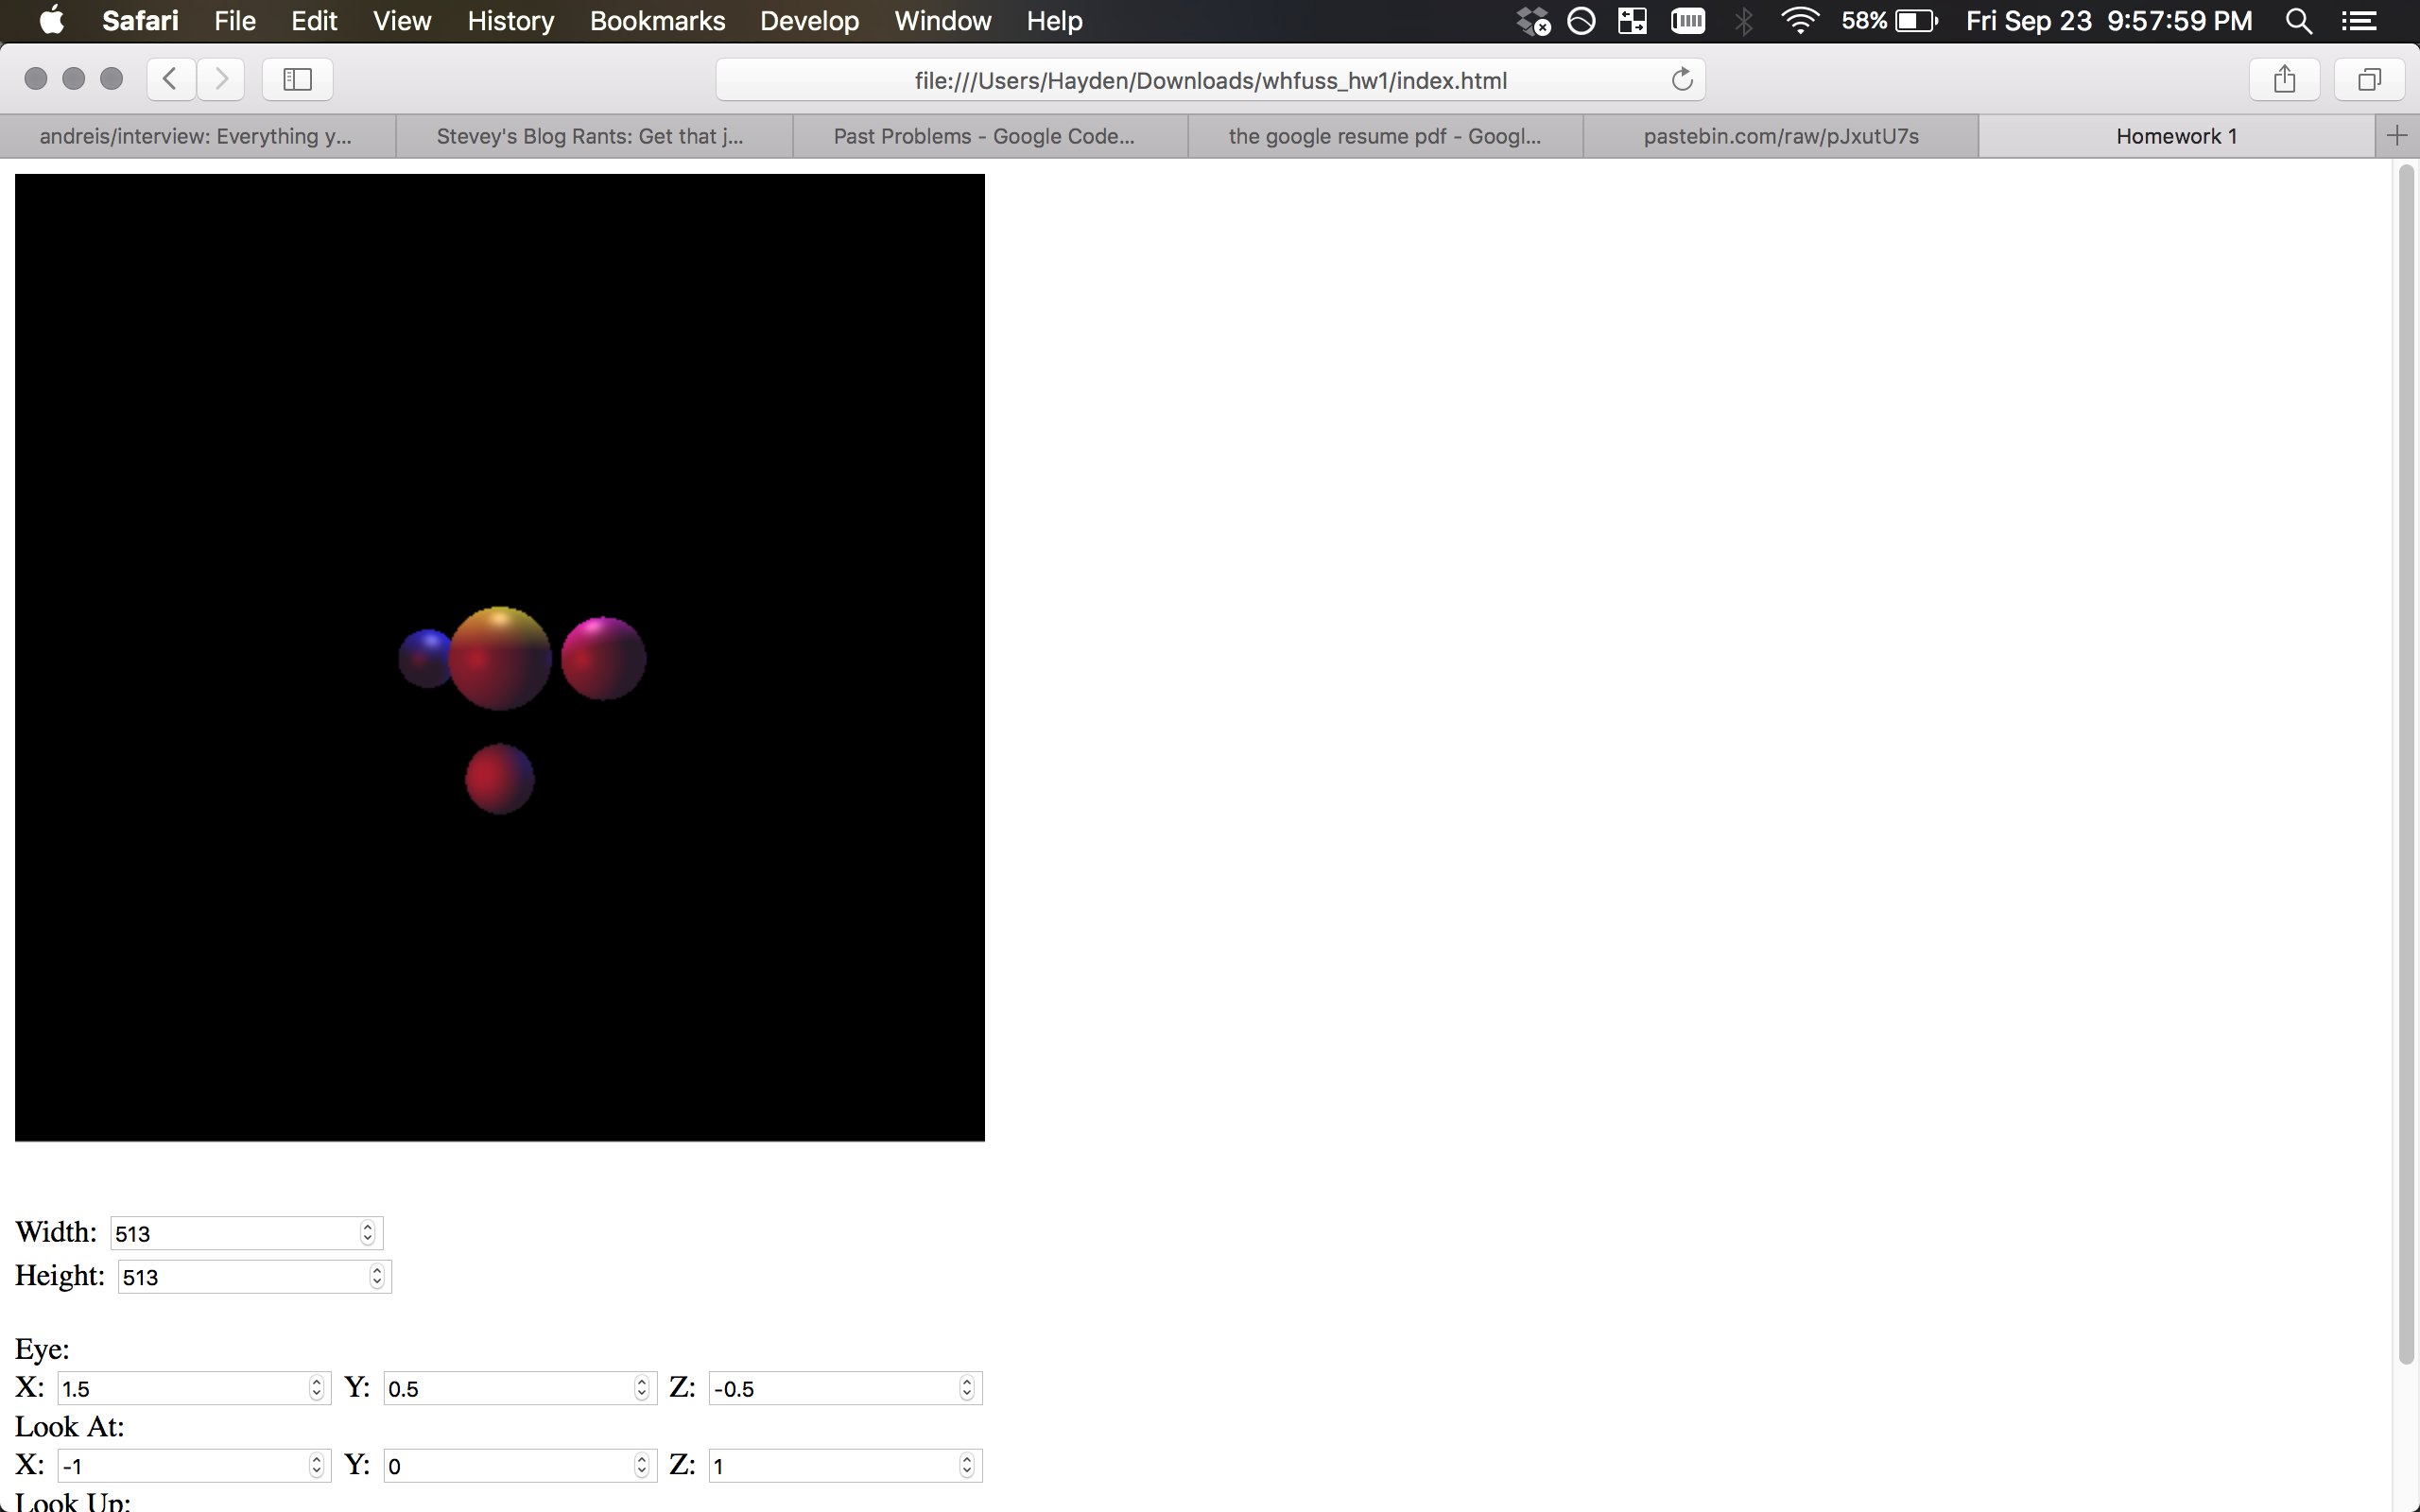 Safari File Edit View History Bookmarks Develop Window Help 58% Fri Sep 23 9:57:59 PM
file:///Users/Hayden/Downloads/whfuss_hw1/index.html
andreis/interview: Everything y... Stevey's Blog Rants: Get that j... Past Problems - Google Code... the google resume pdf - Googl... pastebin.com/raw/pJxutU7s Homework 1
Width: 513
Height: 513
Eye:
X: 1.5 Y: 0.5 Z: -0.5
Look At:
X: -1 Y: 0 Z: 1
Look Up: